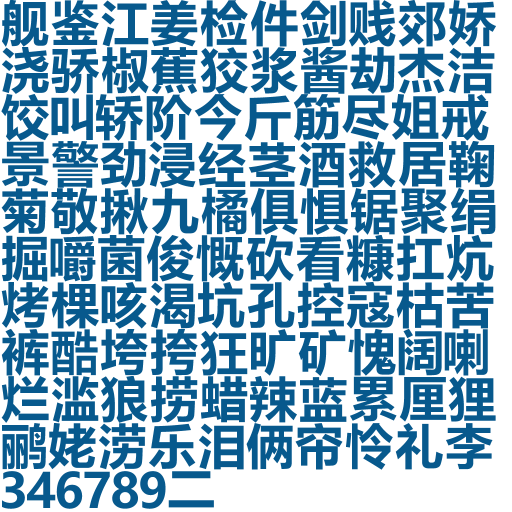 舰鉴江姜检件剑贱郊娇
浇骄椒蕉狡浆酱劫杰洁
饺叫轿阶今斤筋尽姐戒
景警劲浸经茎酒救居鞠
菊敬揪九橘俱惧锯聚绢
掘嚼菌俊慨砍看糠扛炕
烤棵咳渴坑孔控寇枯苦
裤酷垮挎狂旷矿愧阔喇
烂滥狼捞蜡辣蓝累厘狸
鹂姥涝乐泪俩帘怜礼李
346789二